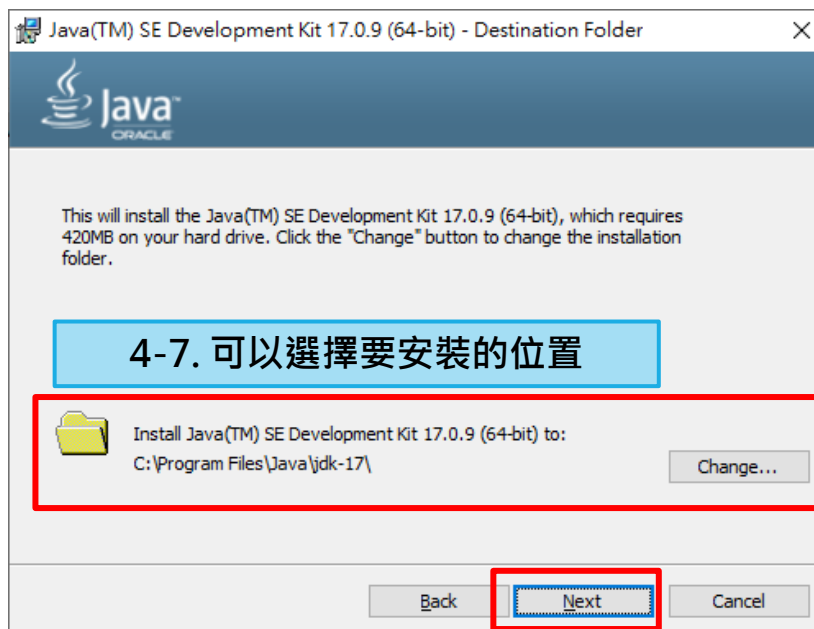 Java(TM) SE Development Kit 17.0.9 (64-bit) - Destination Folder
Java™
ORACLE
This will install the Java(TM) SE Development Kit 17.0.9 (64-bit), which requires
420MB on your hard drive. Click the "Change" button to change the installation
folder.
4-7. 可以選擇要安裝的位置
Install Java(TM) SE Development Kit 17.0.9 (64-bit) to:
C:\Program Files\Java\jdk-17\
Change...
Back
Next
Cancel